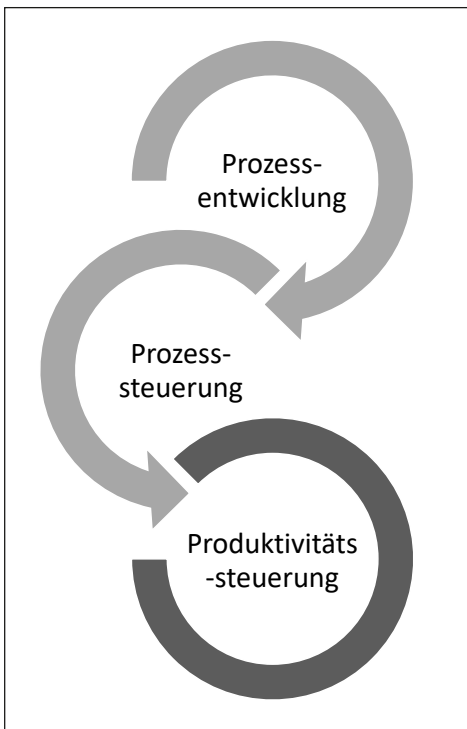 Prozess-
entwicklung
Prozess-
steuerung
Produktivitäts
-steuerung